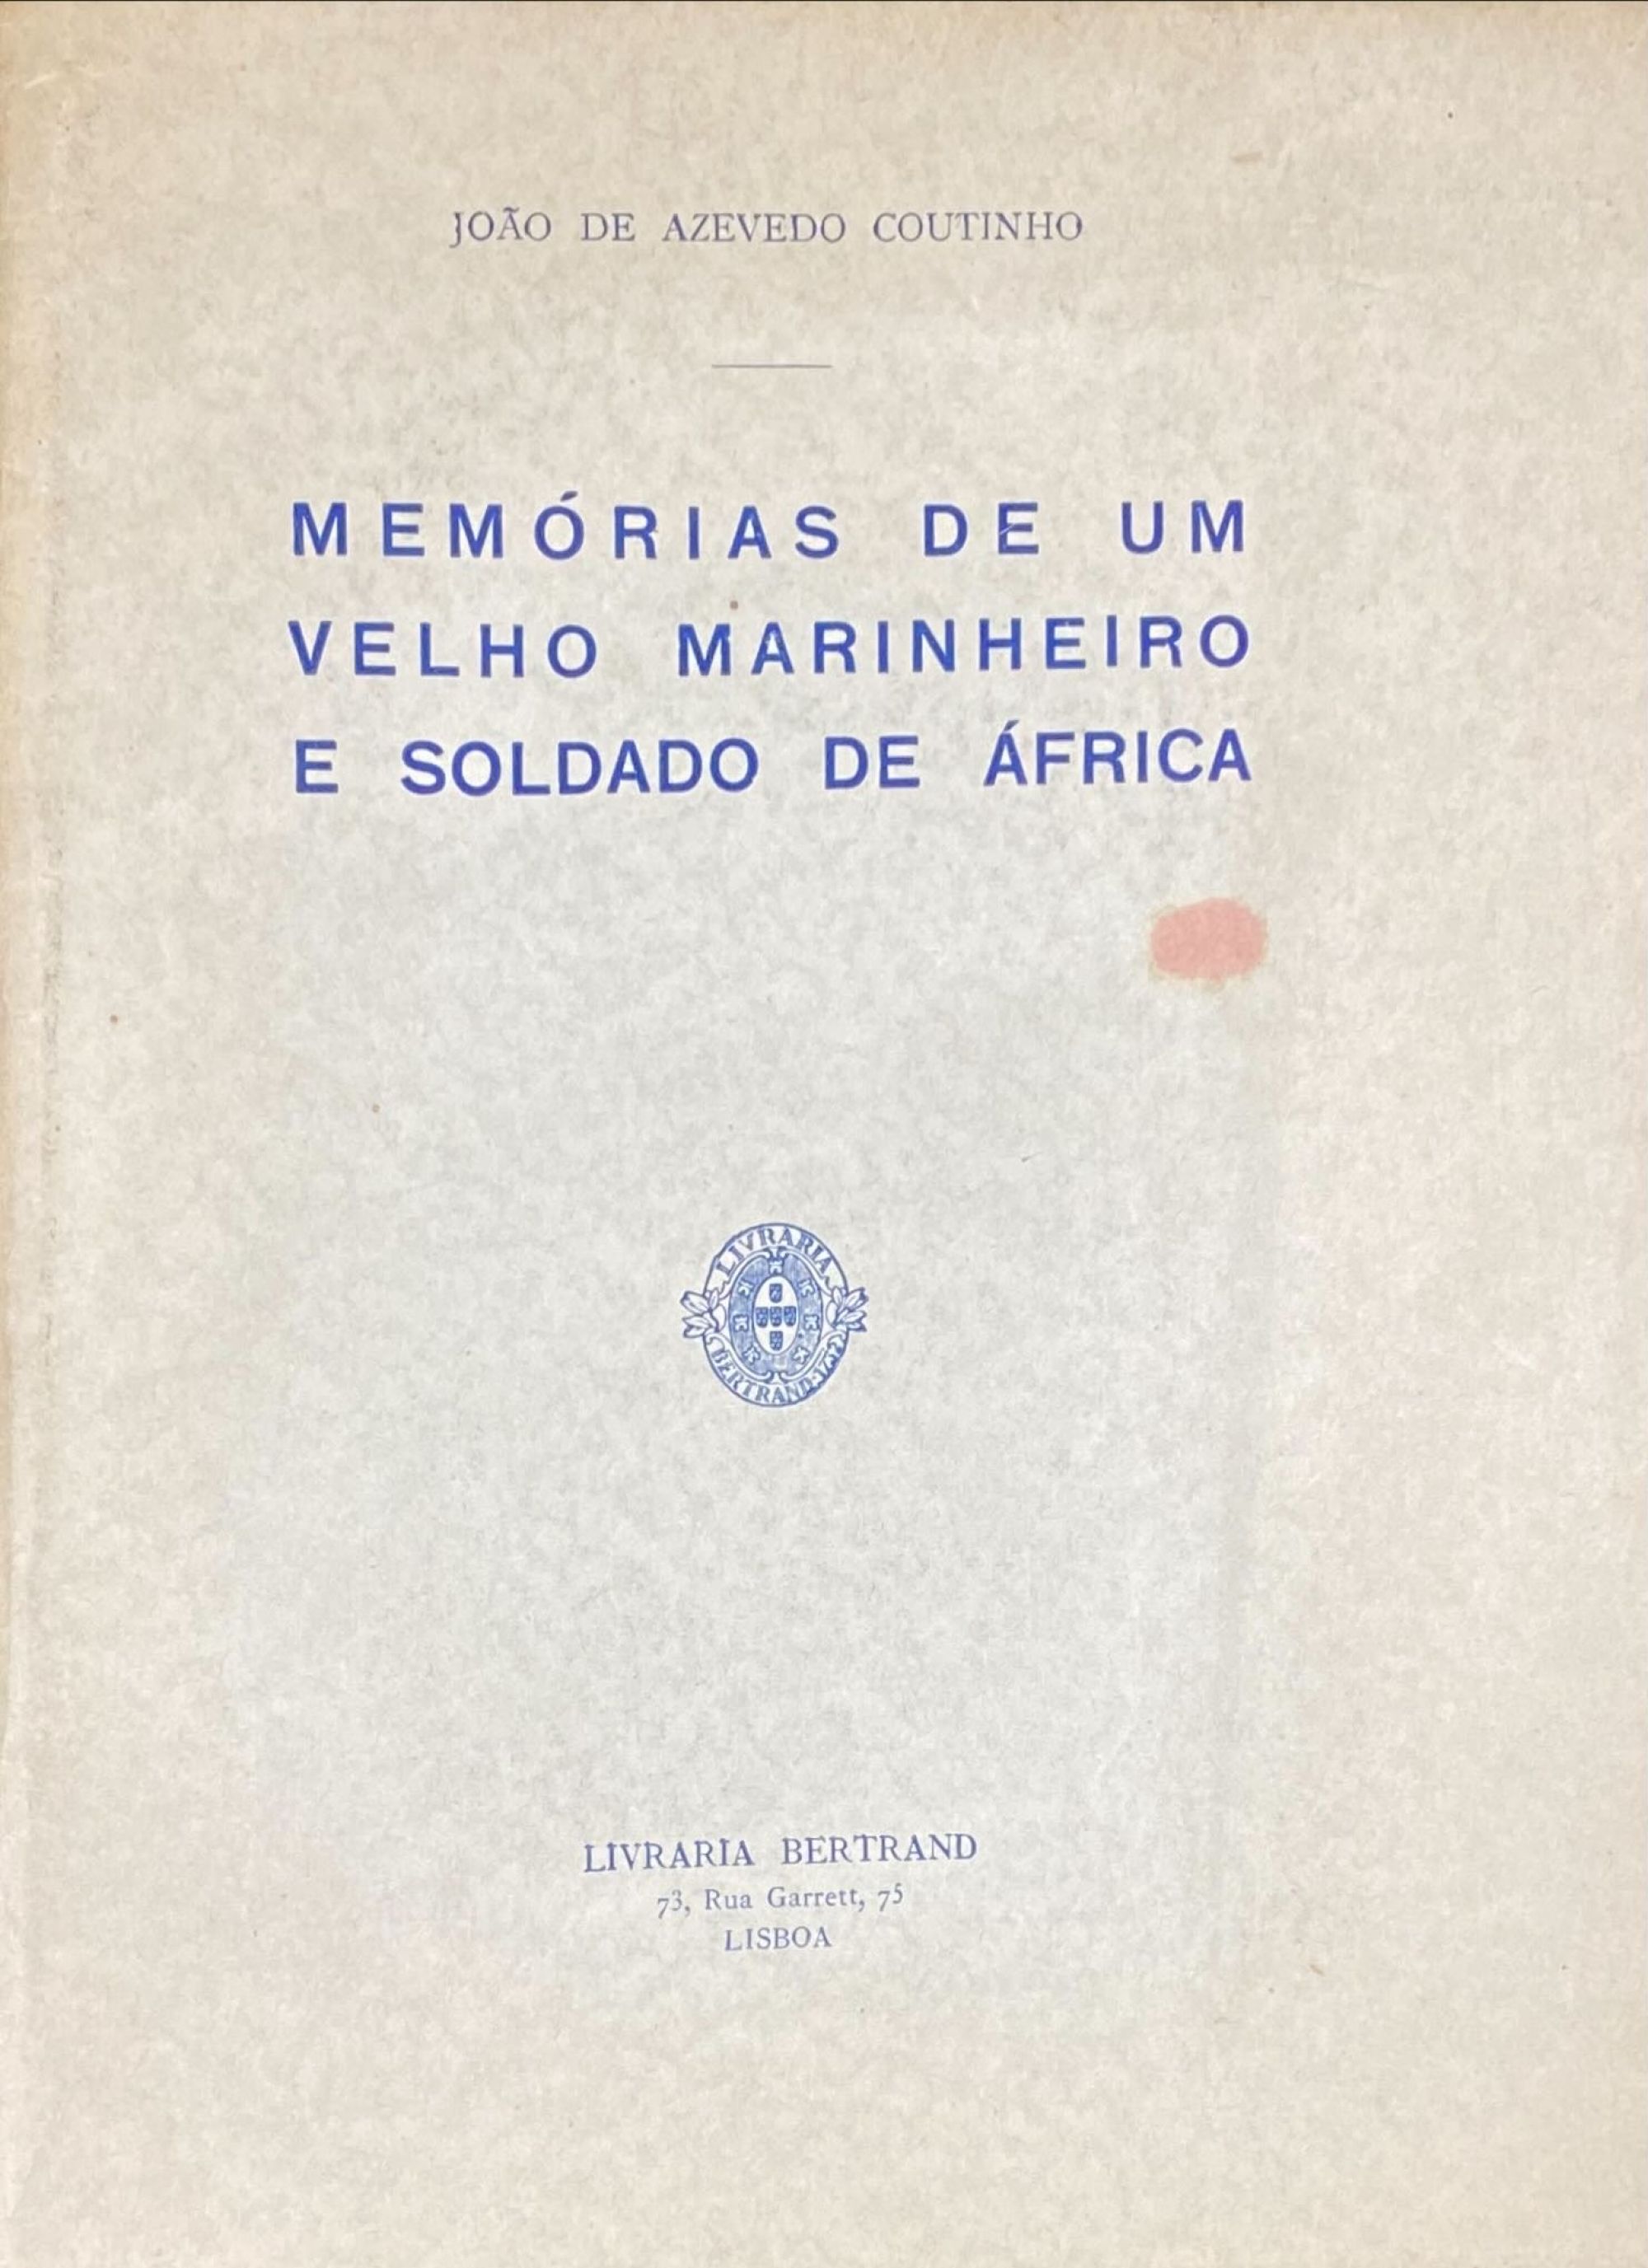 JOÃO DE AZEVEDO COUTINHO
MEMÓRIAS DE UM
VELHO MARINHEIRO
E SOLDADO DE ÁFRICA
LIVRARIA
BERTRAND
LIVRARIA BERTRAND
73, Rua Garrett, 75
LISBOA